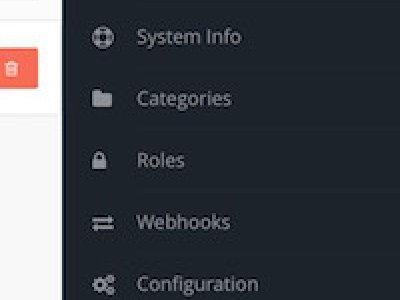 System Info
Categories
Roles
Webhooks
Configuration